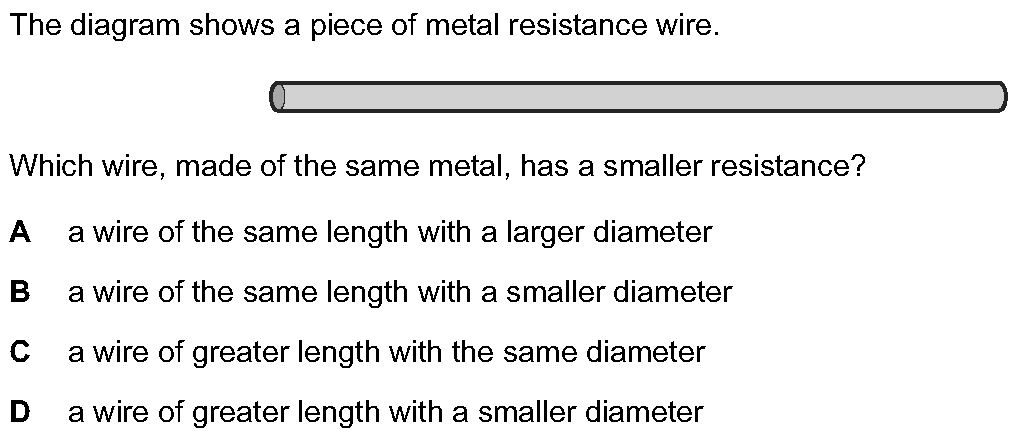 The diagram shows a piece of metal resistance wire.
Which wire, made of the same metal, has a smaller resistance?
A a wire of the same length with a larger diameter
B a wire of the same length with a smaller diameter
C a wire of greater length with the same diameter
D a wire of greater length with a smaller diameter